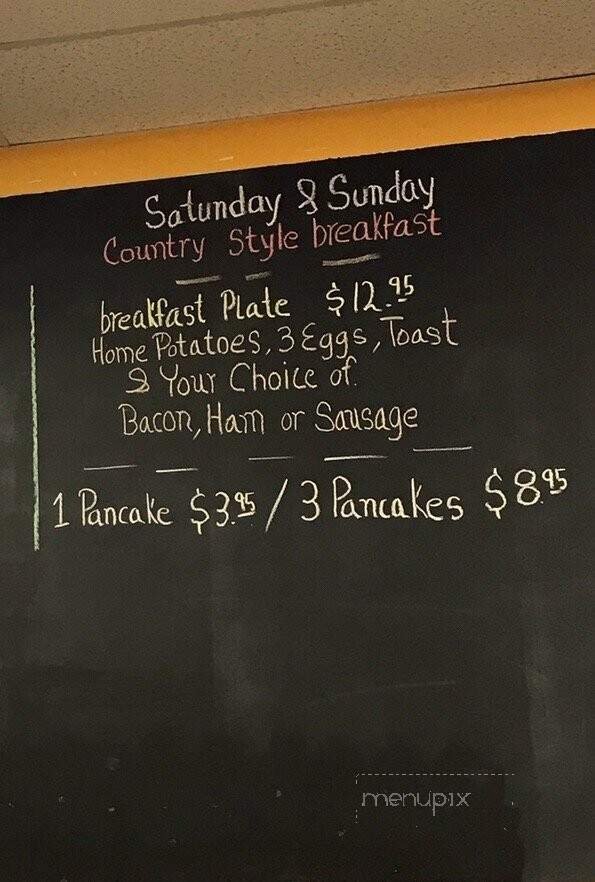 Satunday & Sunday
Country Style breakfast
breakfast Plate $12.95
Home Potatoes, 3 Eggs, Toast
& Your Choice of
Bacon, Ham or Sausage
1 Pancake $3.95 / 3 Pancakes $8.95
menupix